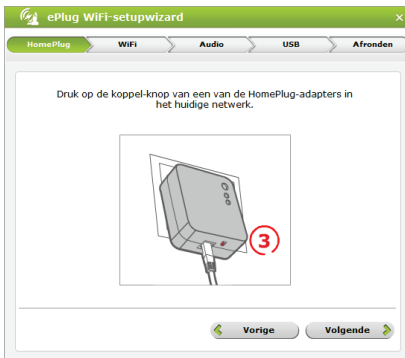 ePlug WiFi-setupwizard
HomePlug WiFi Audio USB Afronden
Druk op de koppel-knop van een van de HomePlug-adapters in
het huidige netwerk.
3
Vorige Volgende